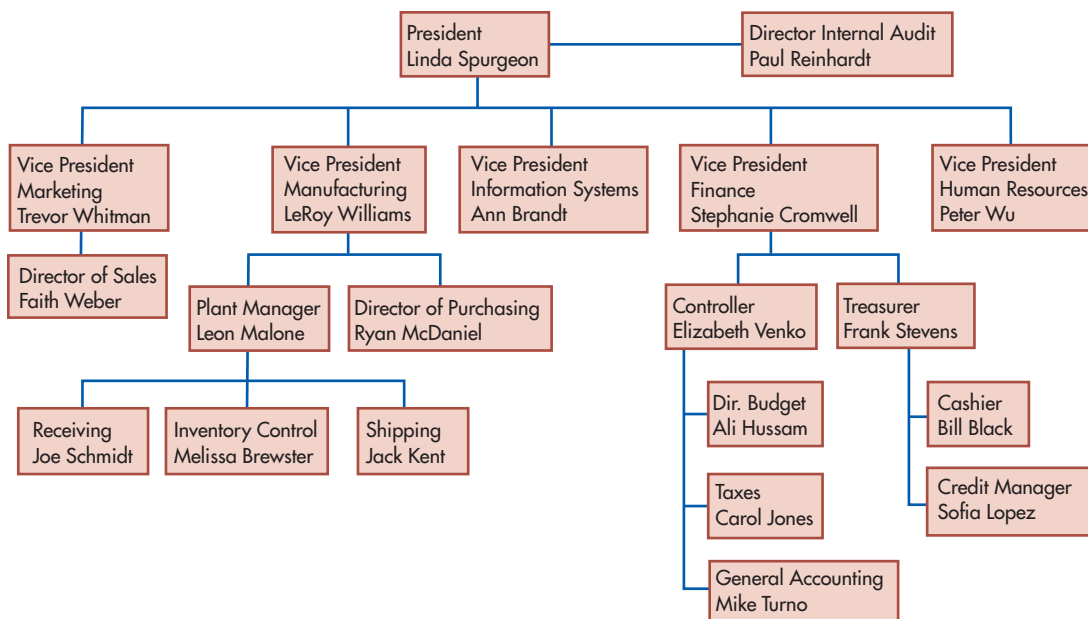 President
Linda Spurgeon
Director Internal Audit
Paul Reinhardt
Vice President
Marketing
Trevor Whitman
Vice President
Manufacturing
LeRoy Williams
Vice President
Information Systems
Ann Brandt
Vice President
Finance
Stephanie Cromwell
Vice President
Human Resources
Peter Wu
Director of Sales
Faith Weber
Plant Manager
Leon Malone
Director of Purchasing
Ryan McDaniel
Controller
Elizabeth Venko
Treasurer
Frank Stevens
Receiving
Joe Schmidt
Inventory Control
Melissa Brewster
Shipping
Jack Kent
Dir. Budget
Ali Hussam
Cashier
Bill Black
Taxes
Carol Jones
Credit Manager
Sofia Lopez
General Accounting
Mike Turno